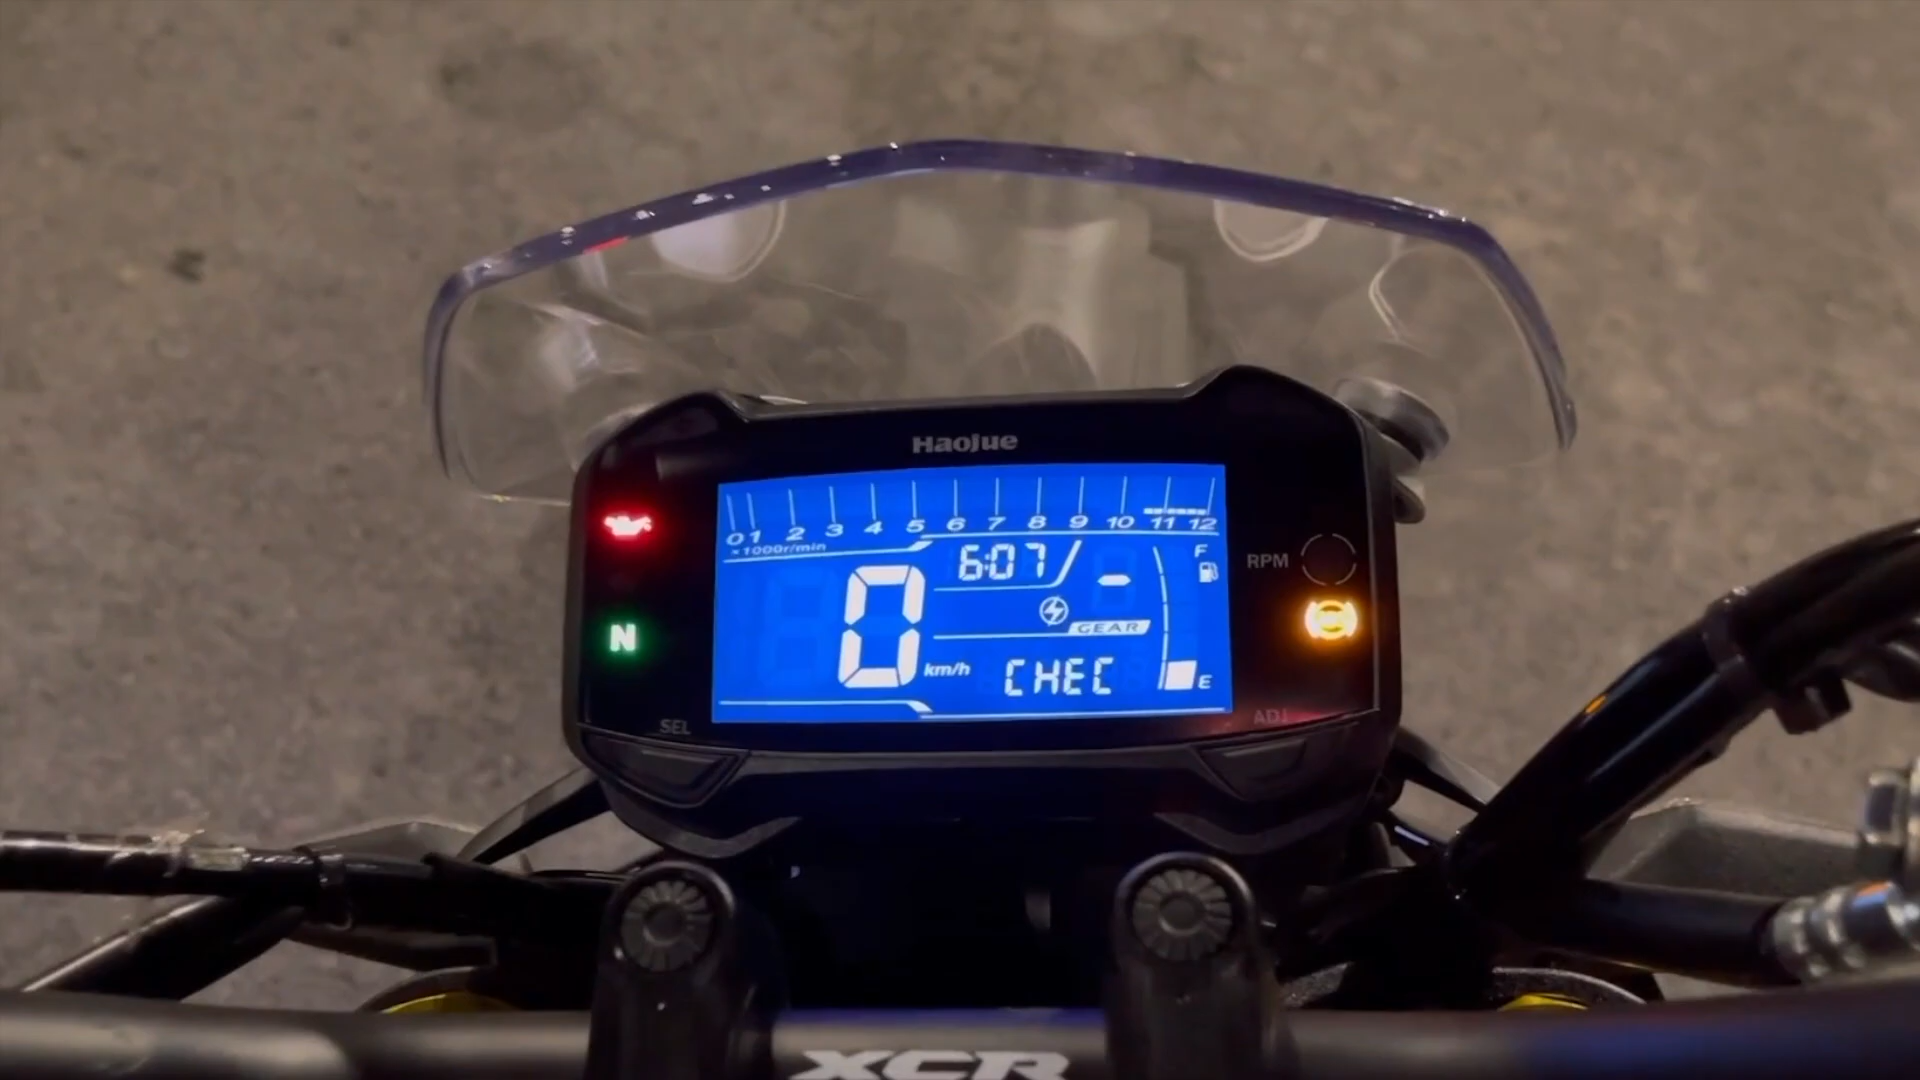 HaoJue
0 1 2 3 4 5 6 7 8 9 10 11 12
×1000r/min
6:07
F
RPM
N
-
GEAR
0 km/h
CHEC
E
SEL
ADJ
XCR